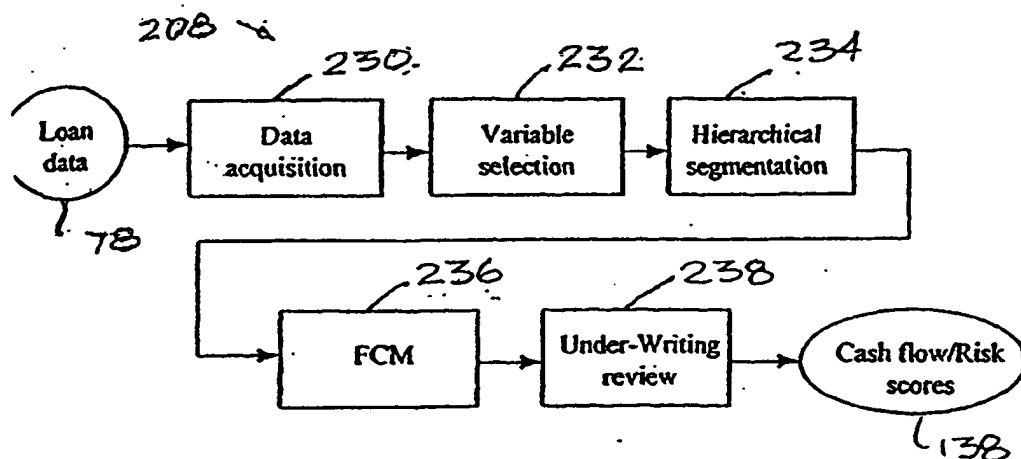 208
230
232
234
Loan
data
Data
acquisition
Variable
selection
Hierarchical
segmentation
78
236
238
FCM
Under-Writing
review
Cash flow/Risk
scores
138